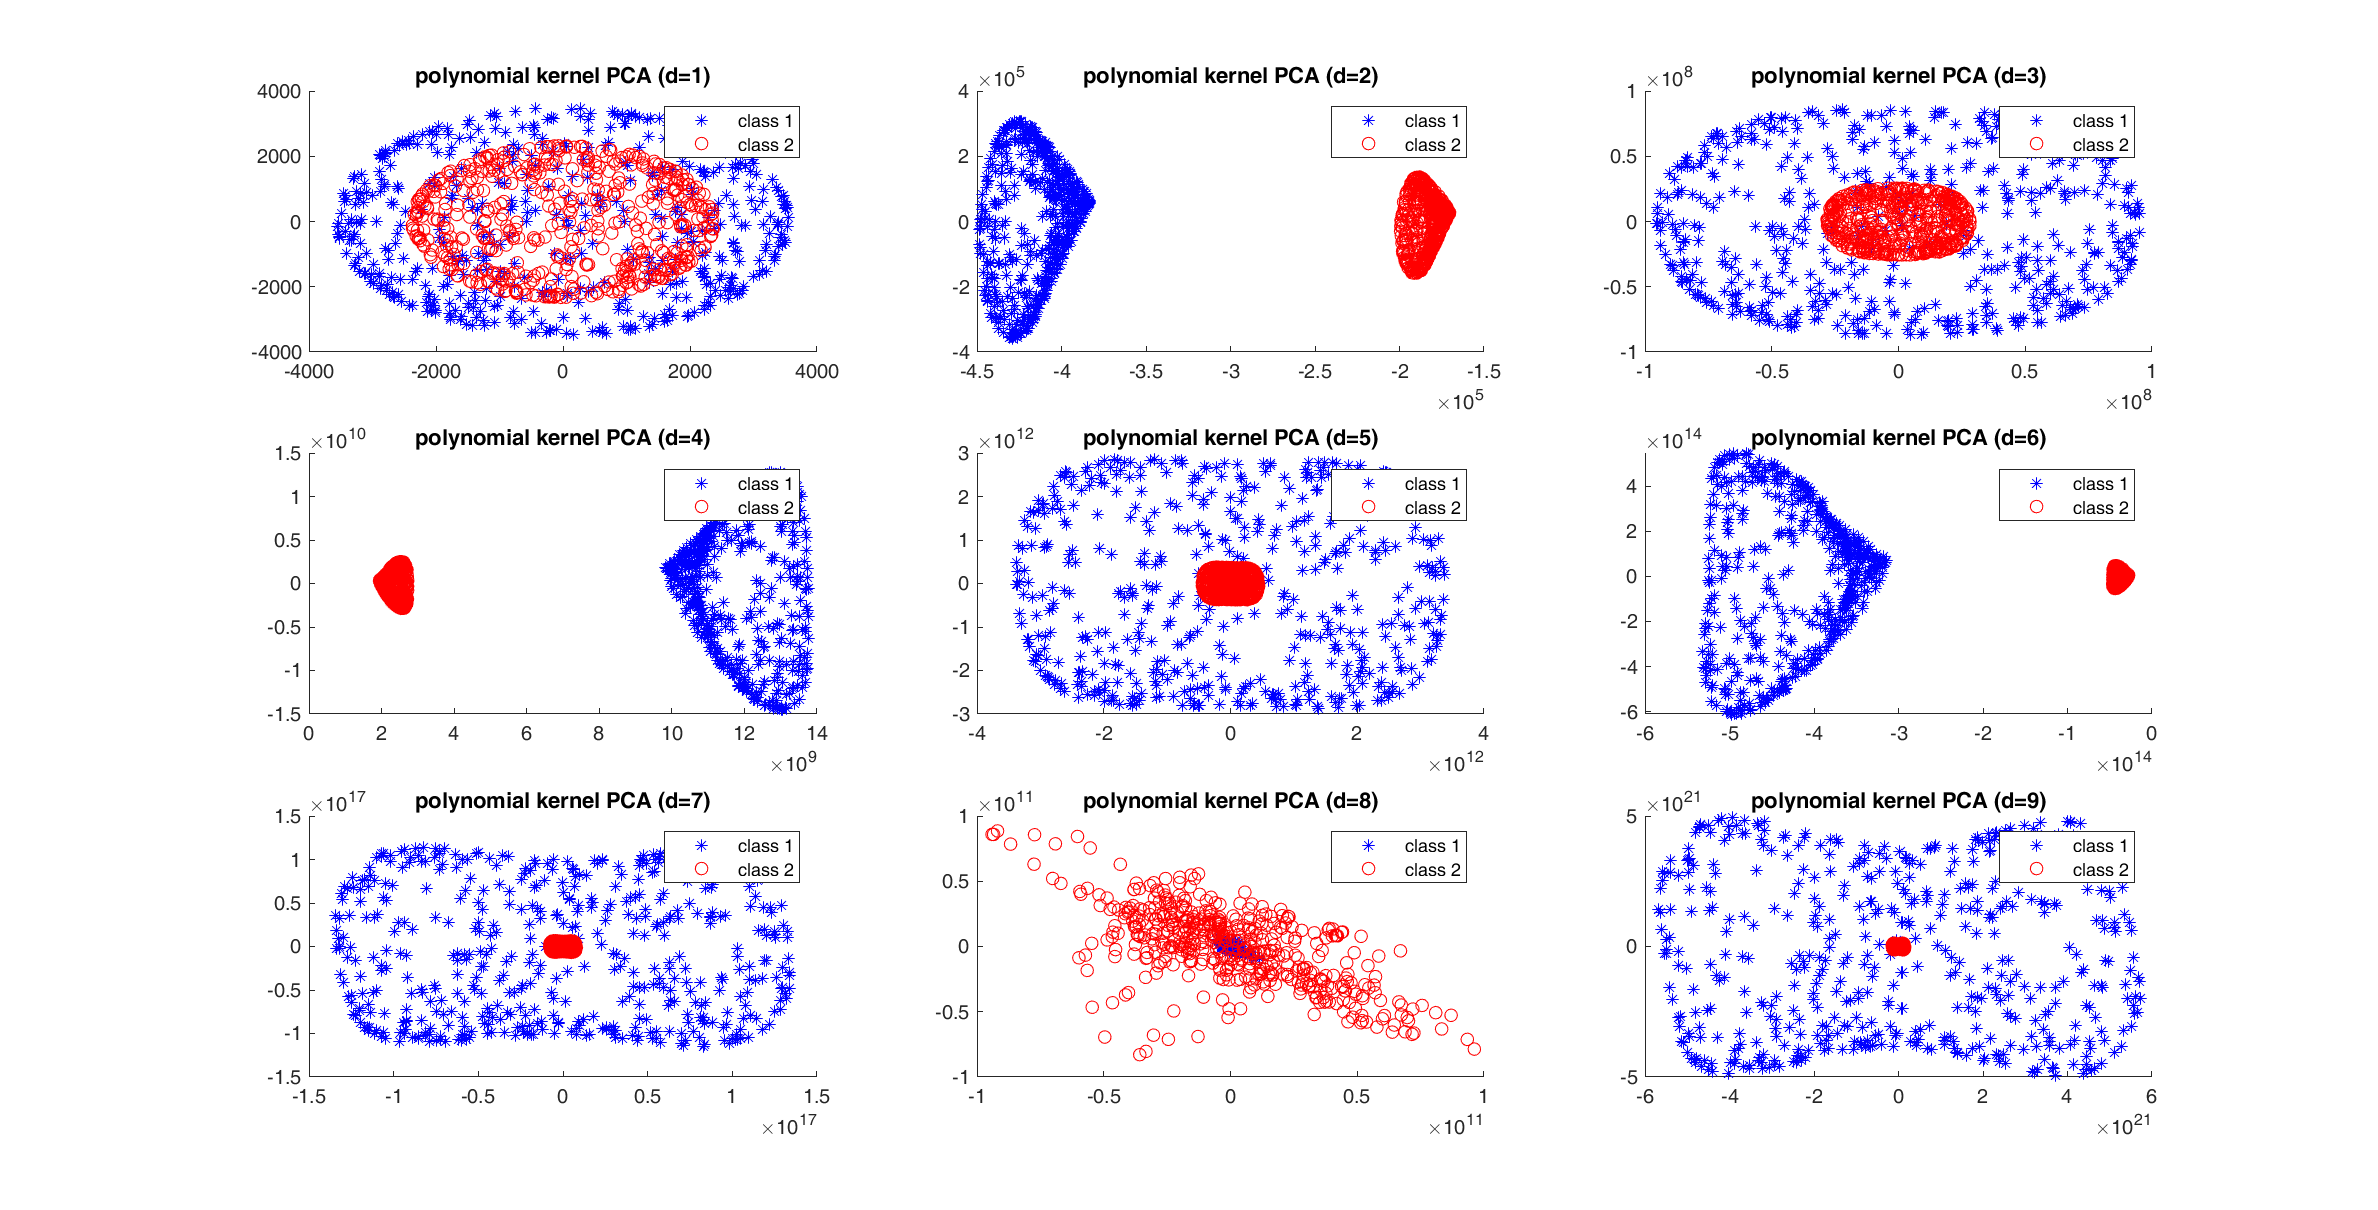 polynomial kernel PCA (d=1)
4000
2000
0
-2000
-4000
-4000 -2000 0 2000 4000
class 1
class 2
polynomial kernel PCA (d=2)
×10^5
4
2
0
-2
-4
-4.5 -4 -3.5 -3 -2.5 -2 -1.5
×10^5
class 1
class 2
polynomial kernel PCA (d=3)
×10^8
1
0.5
0
-0.5
-1
-1 -0.5 0 0.5 1
×10^8
class 1
class 2
polynomial kernel PCA (d=4)
×10^10
1.5
1
0.5
0
-0.5
-1
-1.5
0 2 4 6 8 10 12 14
×10^9
class 1
class 2
polynomial kernel PCA (d=5)
×10^12
3
2
1
0
-1
-2
-3
-4 -2 0 2 4
×10^12
class 1
class 2
polynomial kernel PCA (d=6)
×10^14
4
2
0
-2
-4
-6
-6 -5 -4 -3 -2 -1 0
×10^14
class 1
class 2
polynomial kernel PCA (d=7)
×10^17
1.5
1
0.5
0
-0.5
-1
-1.5
-1.5 -1 -0.5 0 0.5 1 1.5
×10^17
class 1
class 2
polynomial kernel PCA (d=8)
×10^11
1
0.5
0
-0.5
-1
-1 -0.5 0 0.5 1
×10^11
class 1
class 2
polynomial kernel PCA (d=9)
×10^21
5
0
-5
-6 -4 -2 0 2 4 6
×10^21
class 1
class 2